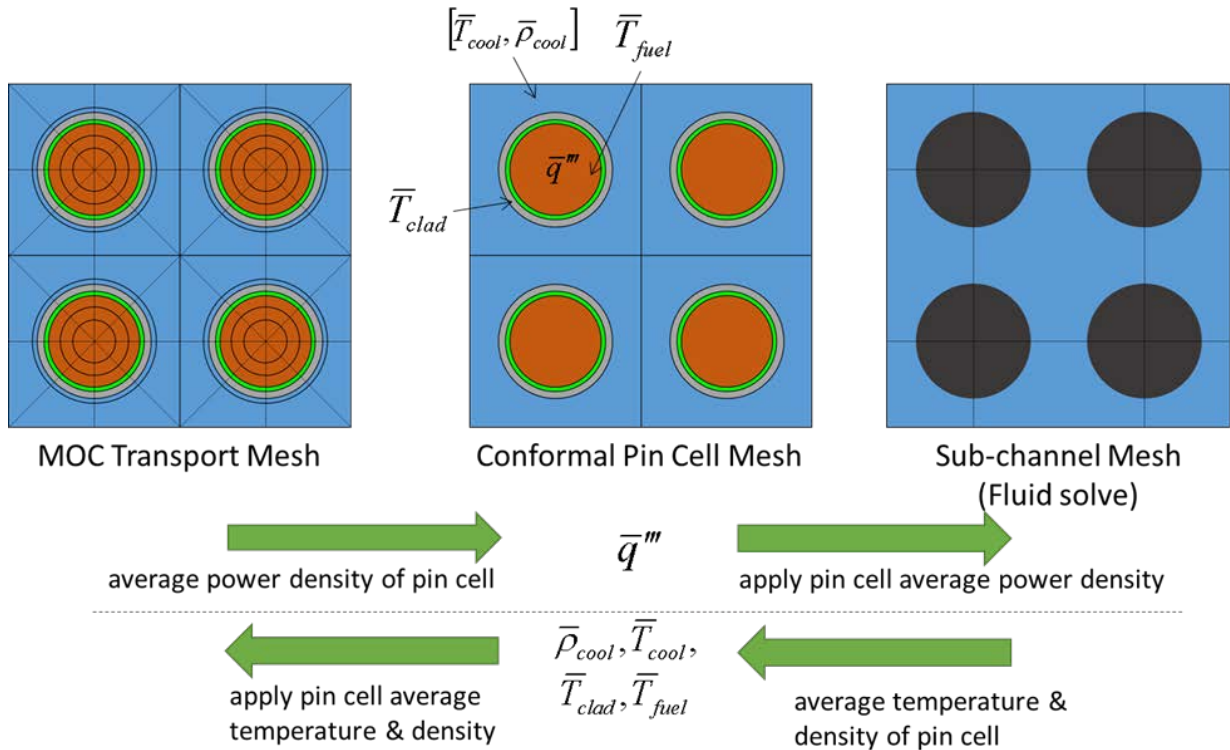 [T̅cool, ρ̅cool] T̅fuel
q̅‴
T̅clad
MOC Transport Mesh
Conformal Pin Cell Mesh
Sub-channel Mesh
(Fluid solve)
average power density of pin cell
q̅‴
apply pin cell average power density
ρ̅cool, T̅cool,
T̅clad, T̅fuel
apply pin cell average
temperature & density
average temperature &
density of pin cell